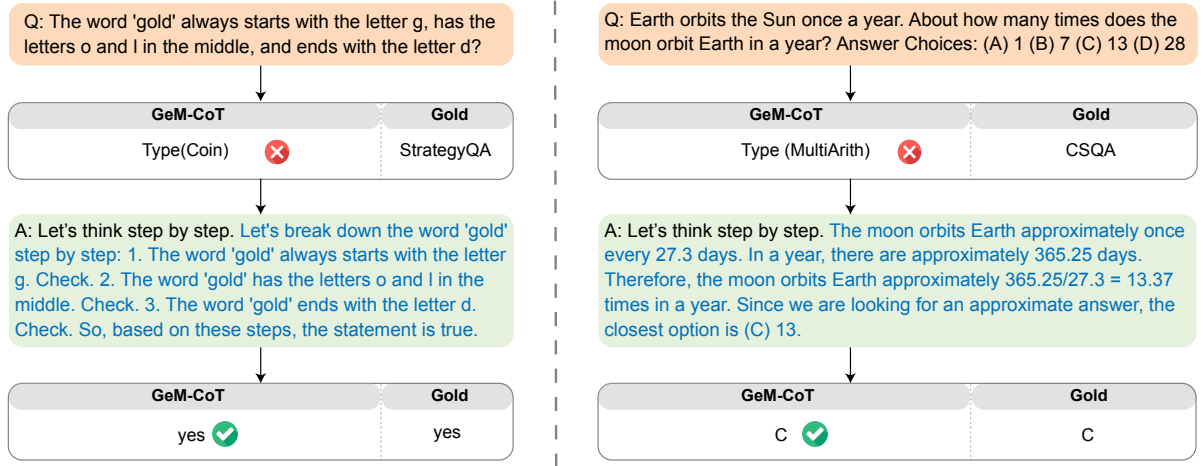 Q: The word 'gold' always starts with the letter g, has the
letters o and l in the middle, and ends with the letter d?
GeM-CoT Gold
Type(Coin) StrategyQA
A: Let's think step by step. Let's break down the word 'gold'
step by step: 1. The word 'gold' always starts with the letter
g. Check. 2. The word 'gold' has the letters o and l in the
middle. Check. 3. The word 'gold' ends with the letter d.
Check. So, based on these steps, the statement is true.
GeM-CoT Gold
yes yes
Q: Earth orbits the Sun once a year. About how many times does the
moon orbit Earth in a year? Answer Choices: (A) 1 (B) 7 (C) 13 (D) 28
GeM-CoT Gold
Type (MultiArith) CSQA
A: Let's think step by step. The moon orbits Earth approximately once
every 27.3 days. In a year, there are approximately 365.25 days.
Therefore, the moon orbits Earth approximately 365.25/27.3 = 13.37
times in a year. Since we are looking for an approximate answer, the
closest option is (C) 13.
GeM-CoT Gold
C C